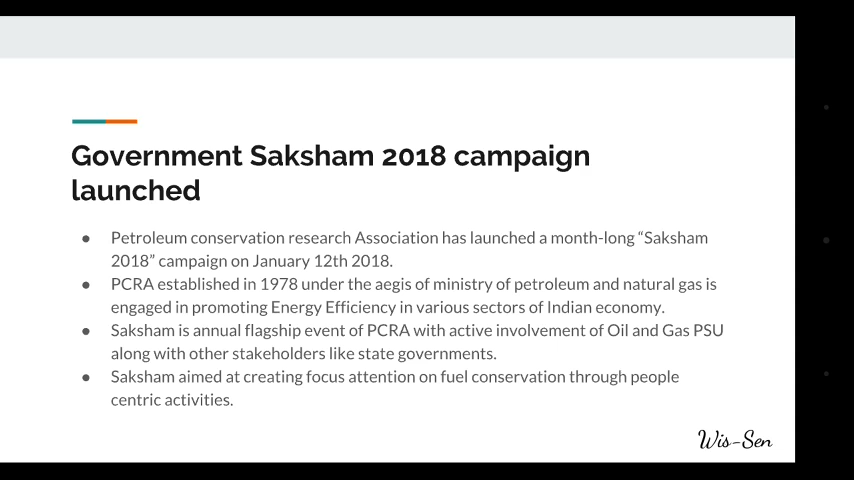 Government Saksham 2018 campaign
launched
● Petroleum conservation research Association has launched a month-long “Saksham
2018” campaign on January 12th 2018.
● PCRA established in 1978 under the aegis of ministry of petroleum and natural gas is
engaged in promoting Energy Efficiency in various sectors of Indian economy.
● Saksham is annual flagship event of PCRA with active involvement of Oil and Gas PSU
along with other stakeholders like state governments.
● Saksham aimed at creating focus attention on fuel conservation through people
centric activities.
Wis-Sen